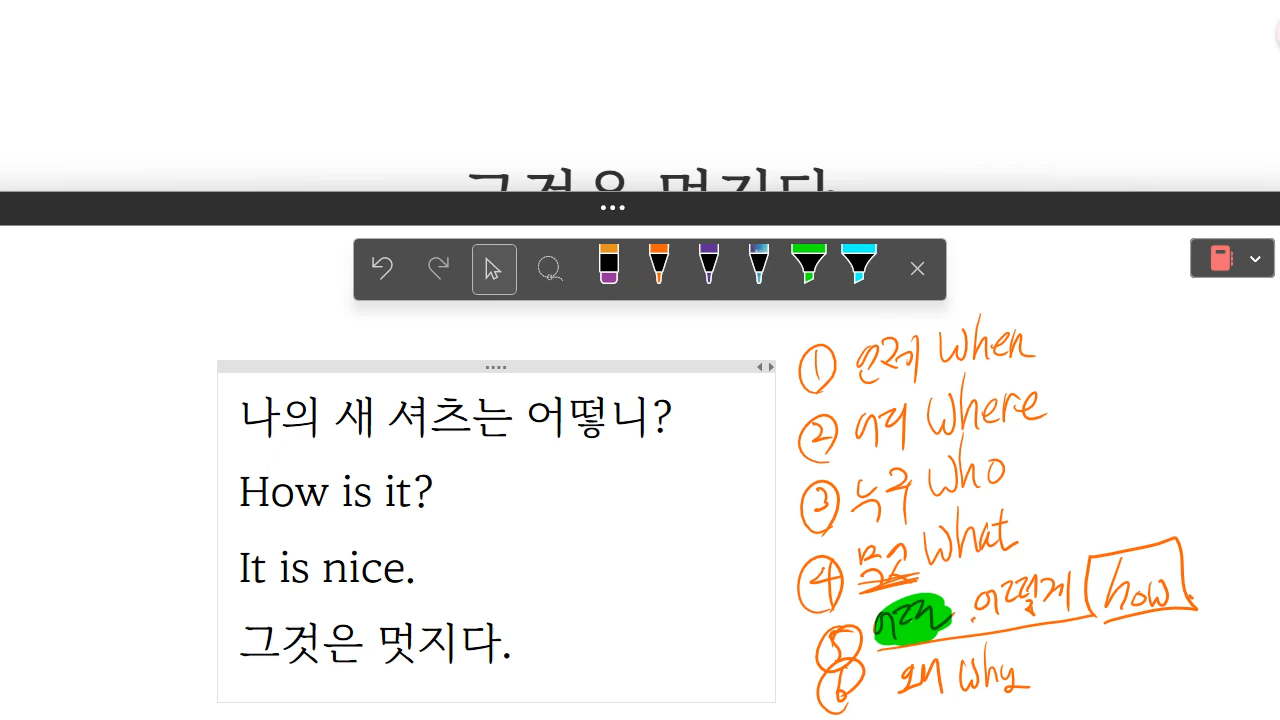 그것은 멋지다
나의 새 셔츠는 어떻니?
How is it?
It is nice.
그것은 멋지다.
① 언제 When
② 어디 Where
③ 누구 Who
④ 무엇 What
⑤ 어떤 어떻게 how
⑥ 왜 Why